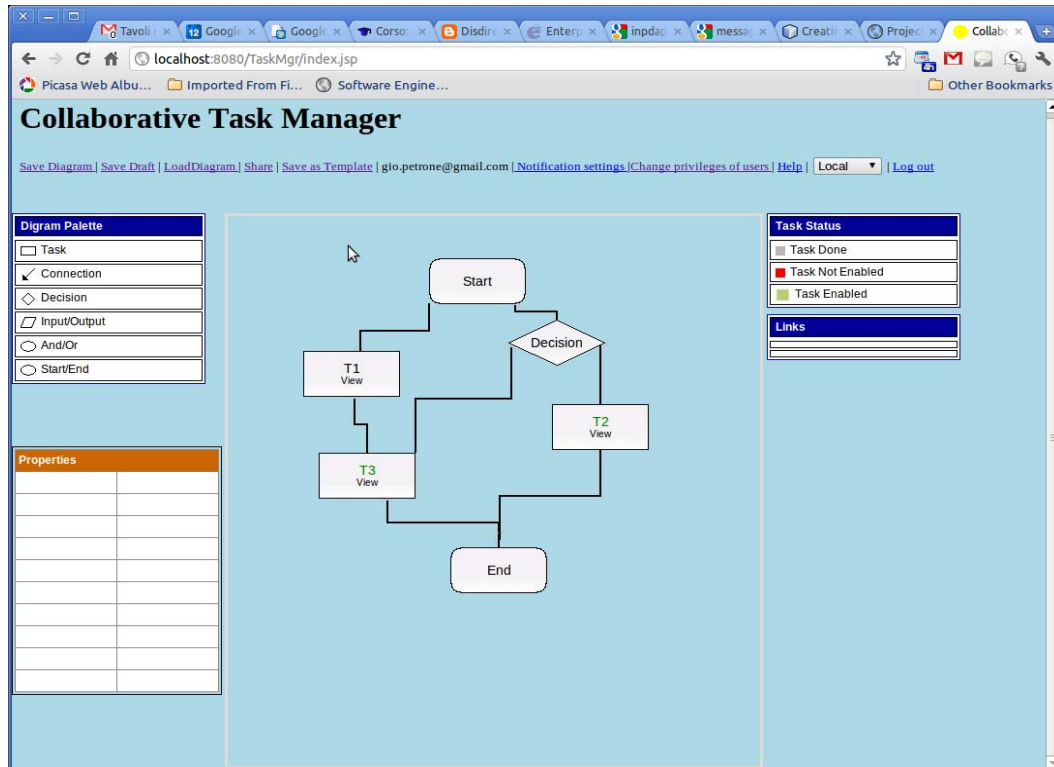 Tavoli
12 Google
Google
Corso:
Disdire
Enterp
inpdap
messag
Creatin
Project
Collabo
localhost:8080/TaskMgr/index.jsp
4h
Picasa Web Albu... Imported From Fi... Software Engine... Other Bookmarks
Collaborative Task Manager
Save Diagram | Save Draft | LoadDiagram | Share | Save as Template | gio.petrone@gmail.com | Notification settings |Change privileges of users | Help | Local | Log out
Digram Palette
Task
Connection
Decision
Input/Output
And/Or
Start/End
Properties
Start
Decision
T1
View
T2
View
T3
View
End
Task Status
Task Done
Task Not Enabled
Task Enabled
Links